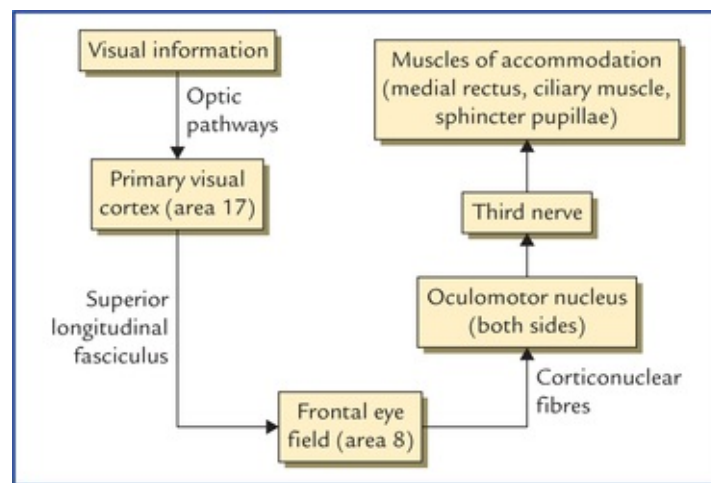 Visual information
Optic
pathways
Primary visual
cortex (area 17)
Superior
longitudinal
fasciculus
Frontal eye
field (area 8)
Corticonuclear
fibres
Oculomotor nucleus
(both sides)
Third nerve
Muscles of accommodation
(medial rectus, ciliary muscle,
sphincter pupillae)